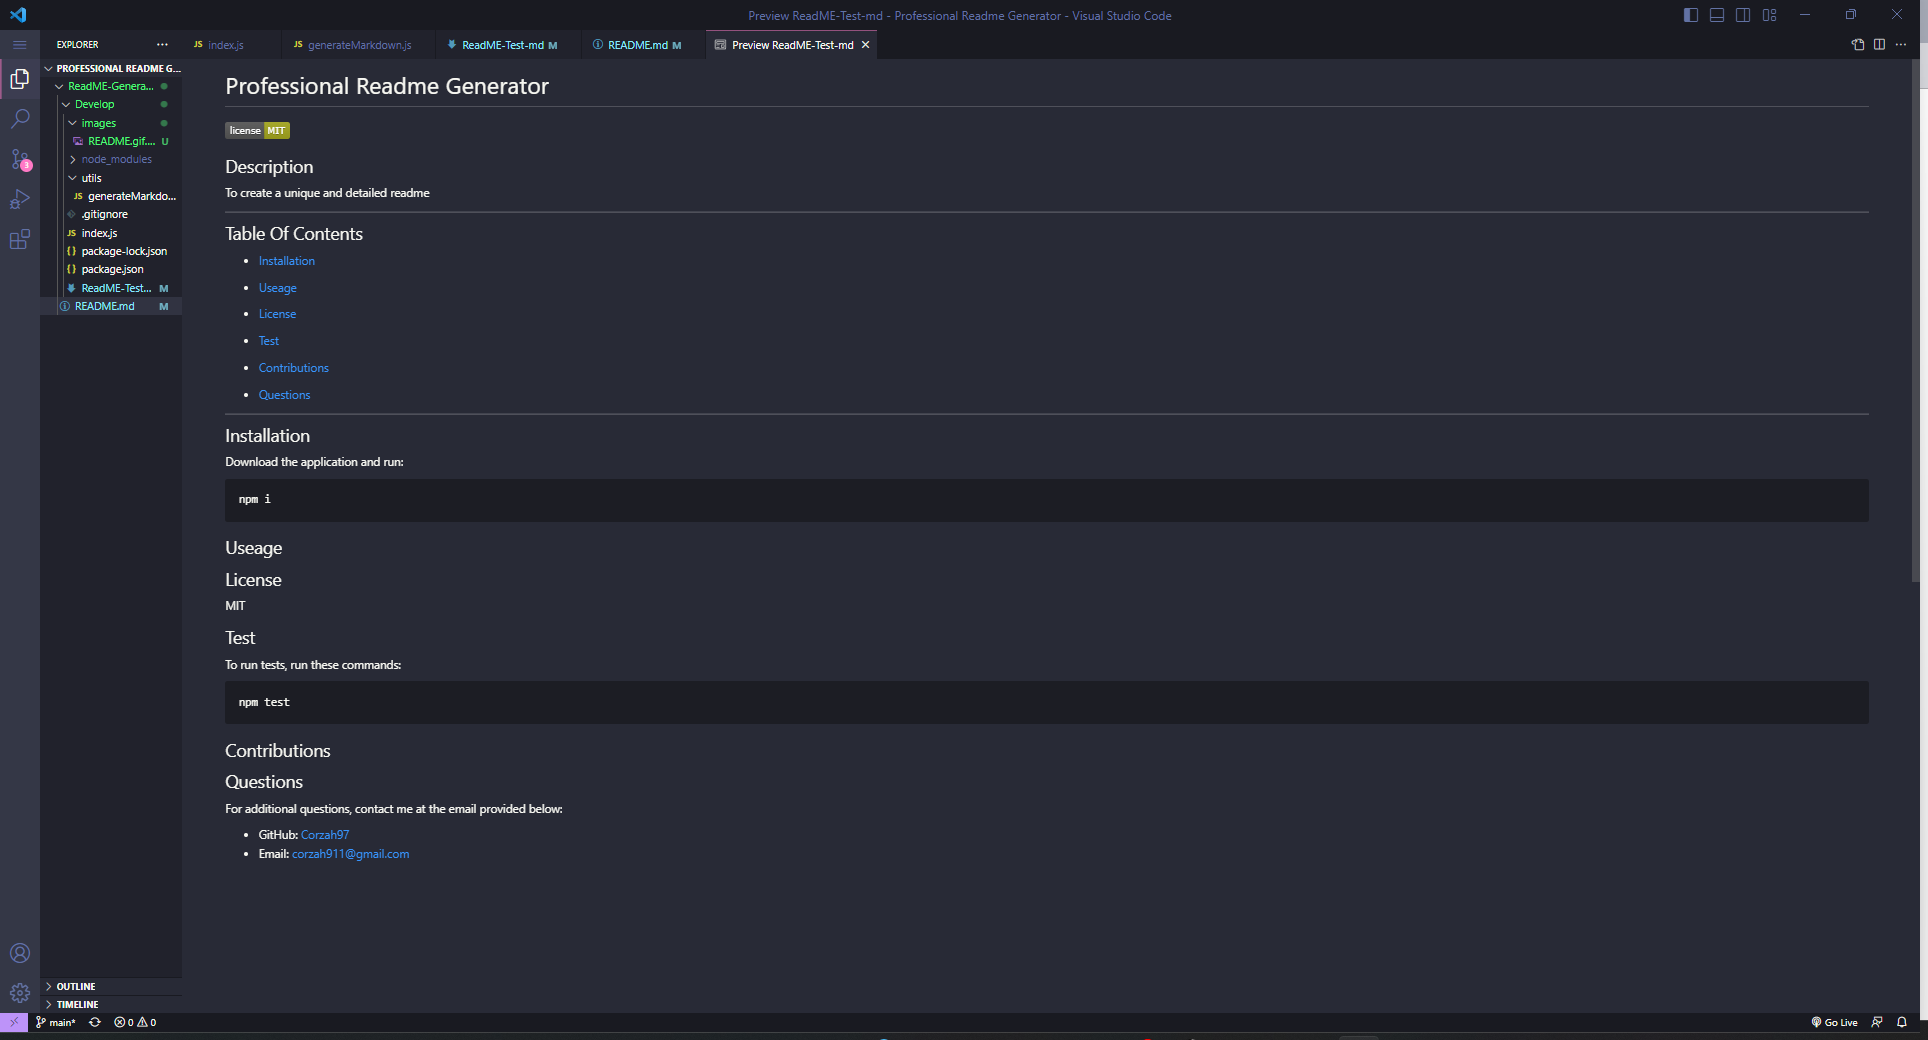 Preview ReadME-Test-md - Professional Readme Generator - Visual Studio Code
EXPLORER
index.js
generateMarkdown.js
ReadME-Test-md M
README.md M
Preview ReadME-Test-md
PROFESSIONAL README G...
ReadME-Genera...
Develop
images
README.gif.... U
node_modules
utils
JS generateMarkdo...
.gitignore
JS index.js
{} package-lock.json
{} package.json
ReadME-Test... M
README.md M
Professional Readme Generator
license MIT
Description
To create a unique and detailed readme
Table Of Contents
• Installation
• Useage
• License
• Test
• Contributions
• Questions
Installation
Download the application and run:
npm i
Useage
License
MIT
Test
To run tests, run these commands:
npm test
Contributions
Questions
For additional questions, contact me at the email provided below:
• GitHub: Corzah97
• Email: corzah911@gmail.com
3
OUTLINE
TIMELINE
main* 0 0
Go Live